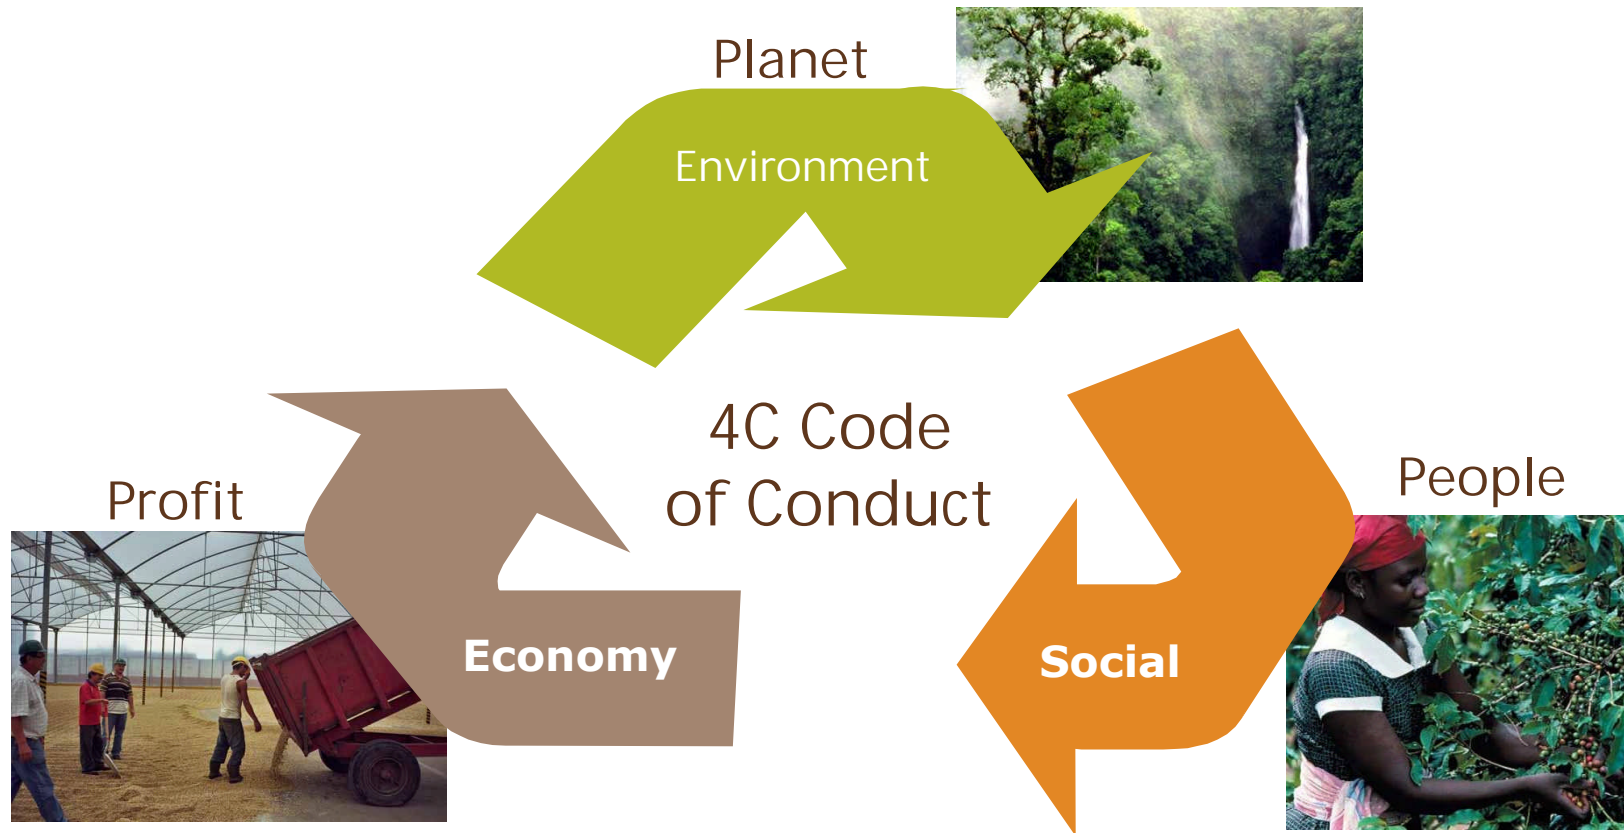 Planet
Environment
4C Code
of Conduct
People
Profit
Economy
Social